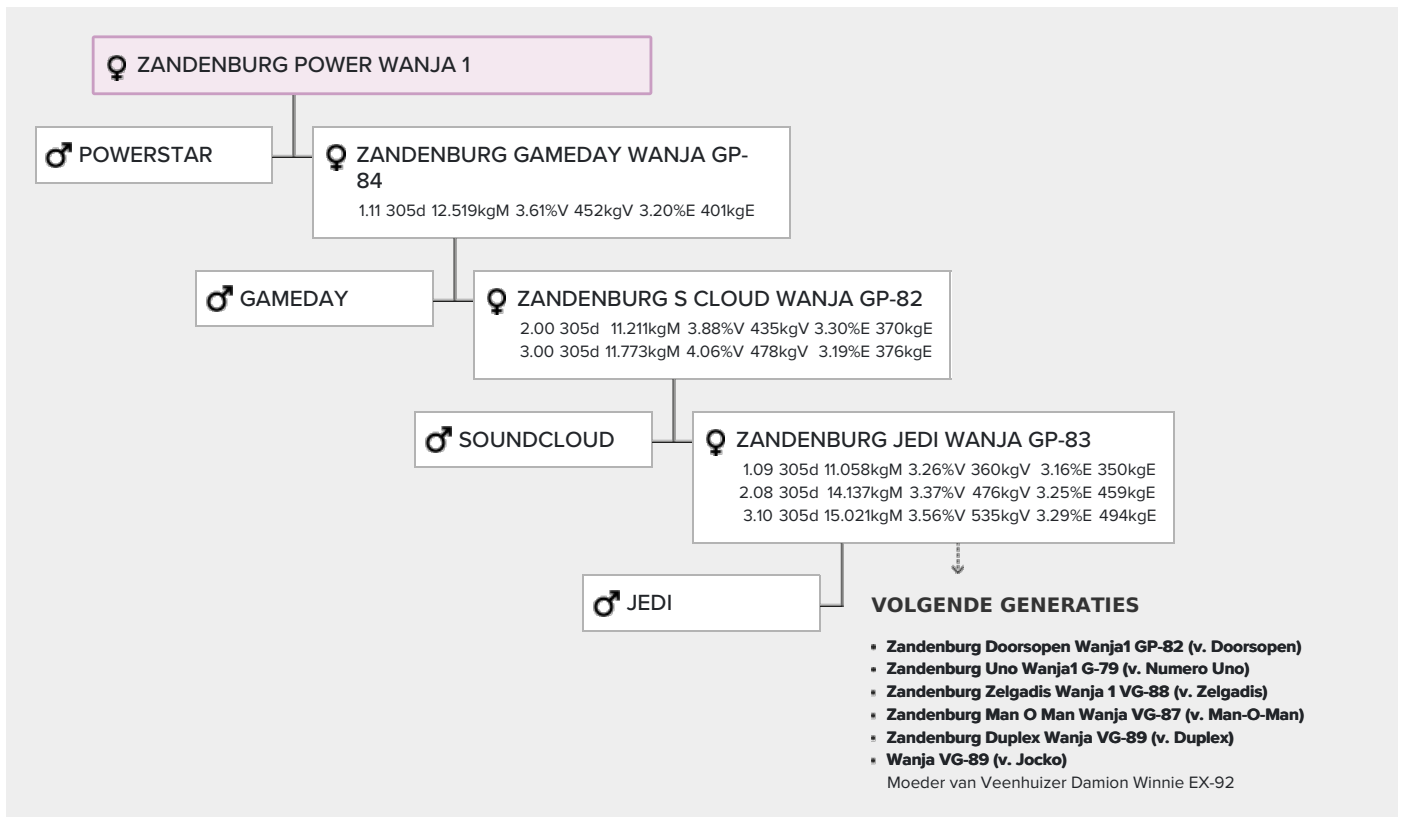 ZANDENBURG POWER WANJA 1
POWERSTAR
ZANDENBURG GAMEDAY WANJA GP-
84
1.11 305d 12.519kgM 3.61%V 452kgV 3.20%E 401kgE
GAMEDAY
ZANDENBURG S CLOUD WANJA GP-82
2.00 305d 11.211kgM 3.88%V 435kgV 3.30%E 370kgE
3.00 305d 11.773kgM 4.06%V 478kgV 3.19%E 376kgE
SOUNDCLOUD
ZANDENBURG JEDI WANJA GP-83
1.09 305d 11.058kgM 3.26%V 360kgV 3.16%E 350kgE
2.08 305d 14.137kgM 3.37%V 476kgV 3.25%E 459kgE
3.10 305d 15.021kgM 3.56%V 535kgV 3.29%E 494kgE
JEDI
VOLGENDE GENERATIES
Zandenburg Doorsopen Wanja1 GP-82 (v. Doorsopen)
Zandenburg Uno Wanja1 G-79 (v. Numero Uno)
Zandenburg Zelgadis Wanja 1 VG-88 (v. Zelgadis)
Zandenburg Man O Man Wanja VG-87 (v. Man-O-Man)
Zandenburg Duplex Wanja VG-89 (v. Duplex)
Wanja VG-89 (v. Jocko)
Moeder van Veenhuizer Damion Winnie EX-92